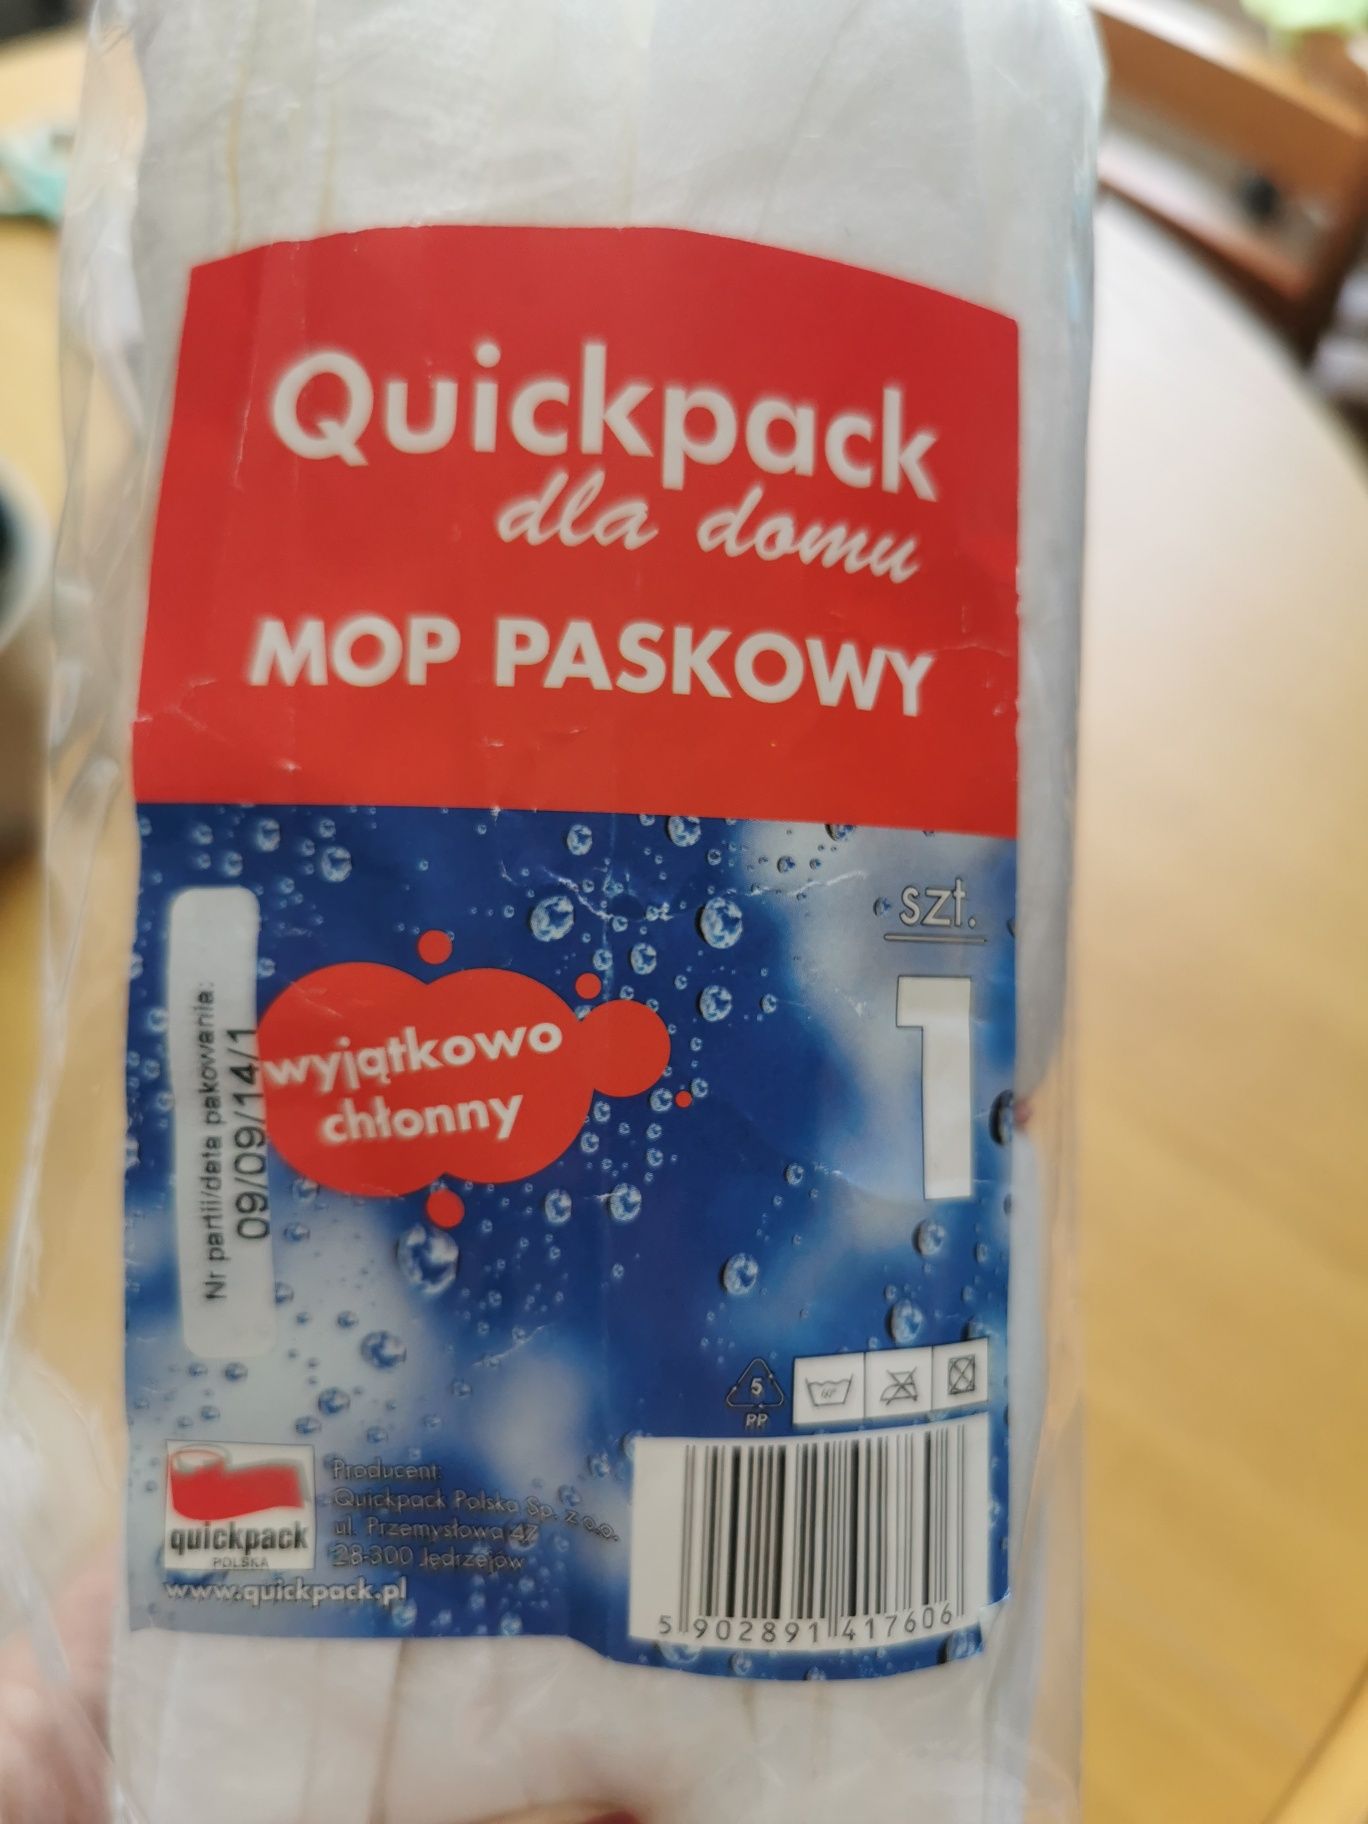 Quickpack
dla domu
MOP PASKOWY
szt.
1
wyjątkowo
chłonny
Nr partii/data pakowania:
09/09/14/1
5
PP
60°
quickpack
POLSKA
Producent:
Quickpack Polska Sp. z o.o.
ul. Przemysłowa 47
28-300 Jędrzejów
www.quickpack.pl
5 902891 417606